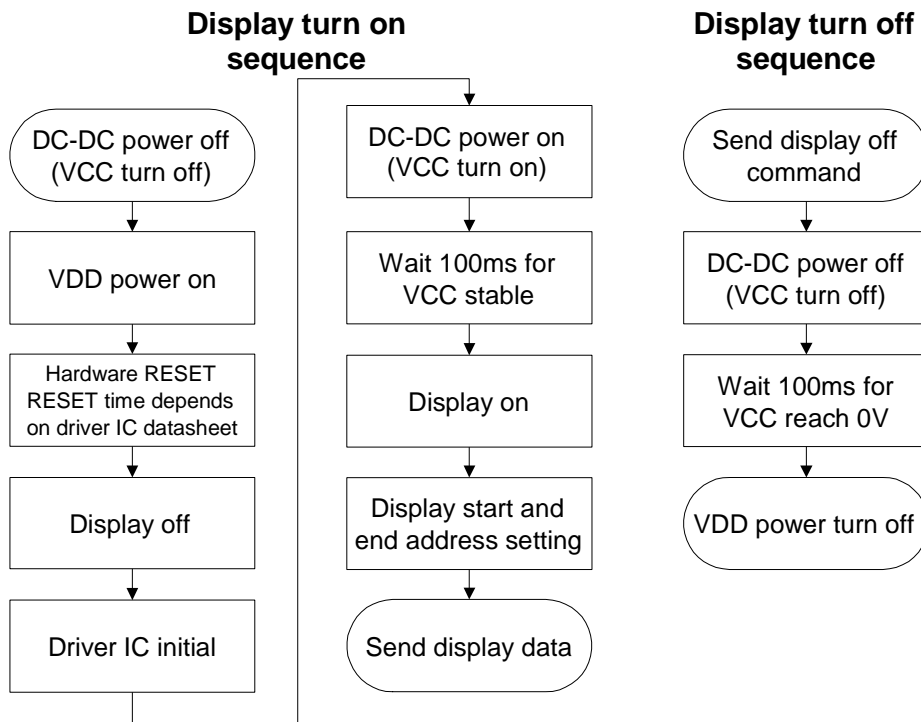 Display turn on
sequence
DC-DC power off
(VCC turn off)
VDD power on
Hardware RESET
RESET time depends
on driver IC datasheet
Display off
Driver IC initial
DC-DC power on
(VCC turn on)
Wait 100ms for
VCC stable
Display on
Display start and
end address setting
Send display data
Display turn off
sequence
Send display off
command
DC-DC power off
(VCC turn off)
Wait 100ms for
VCC reach 0V
VDD power turn off